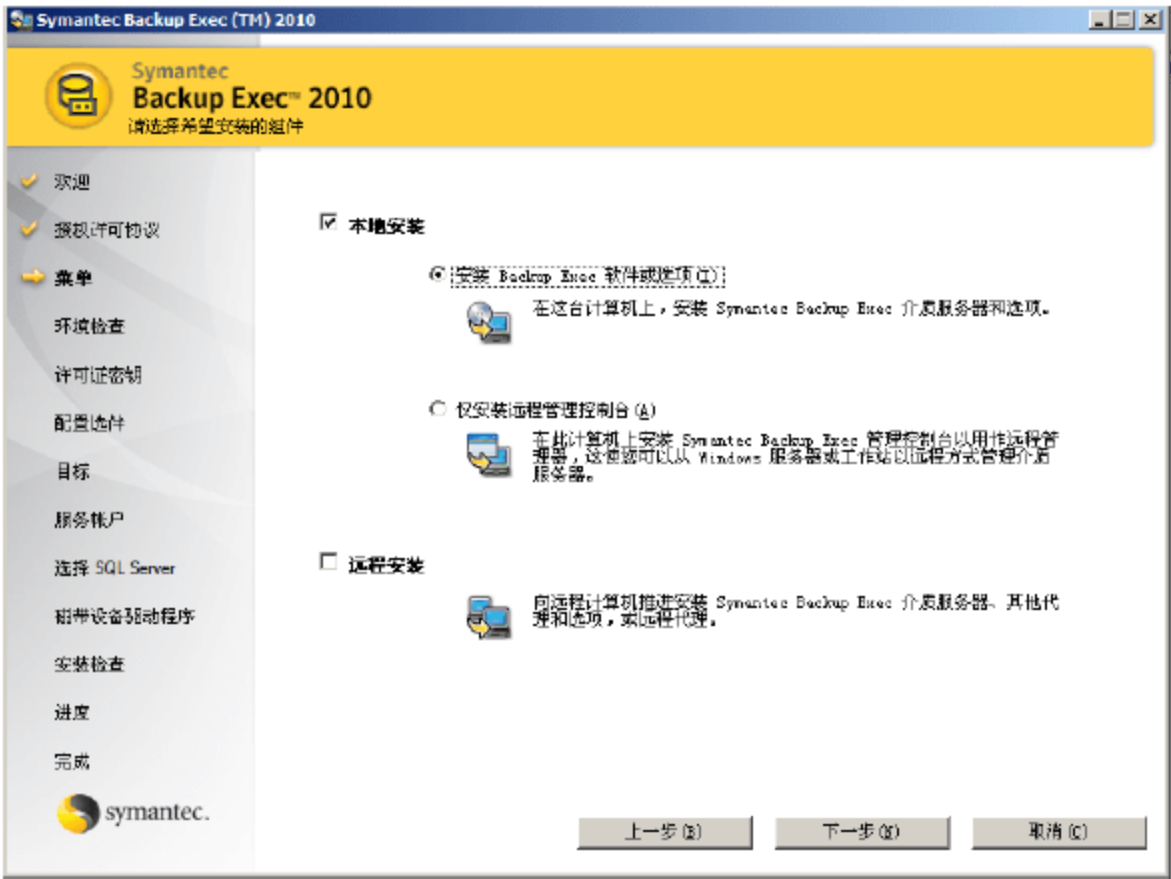 Symantec Backup Exec (TM) 2010
Symantec
Backup Exec™ 2010
请选择希望安装的组件
欢迎
授权许可协议
菜单
环境检查
许可证密钥
配置选件
目标
服务帐户
选择 SQL Server
磁带设备驱动程序
安装检查
进度
完成
symantec.
本地安装
安装 Backup Exec 软件或选项(I)
在这台计算机上，安装 Symantec Backup Exec 介质服务器和选项。
仅安装远程管理控制台(A)
在此计算机上安装 Symantec Backup Exec 管理控制台以用作远程管
理器，这使您可以从 Windows 服务器或工作站以远程方式管理介质
服务器。
远程安装
向远程计算机推进安装 Symantec Backup Exec 介质服务器、其他代
理和选项，或远程代理。
上一步(B)
下一步(N)
取消(C)